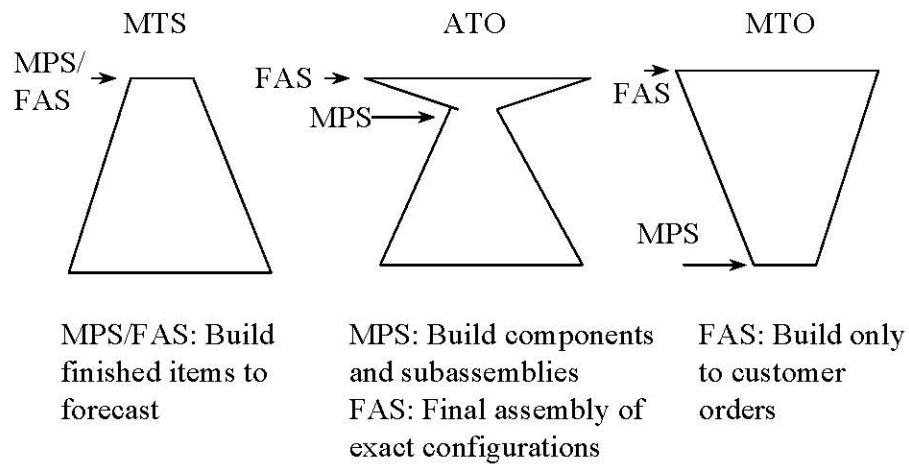 MTS
MPS/
FAS
MPS/FAS: Build
finished items to
forecast
ATO
FAS
MPS
MPS: Build components
and subassemblies
FAS: Final assembly of
exact configurations
MTO
FAS
MPS
FAS: Build only
to customer
orders